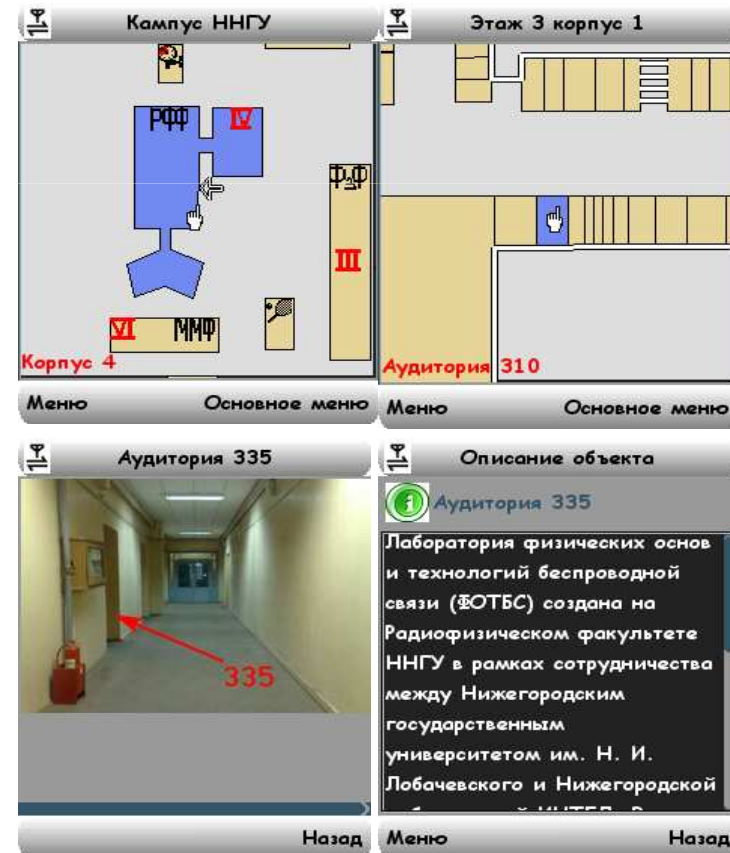 Кампус ННГУ
РФФ
IV
ФзФ
III
VI
ММФ
Корпус 4
Меню
Основное меню
Этаж 3 корпус 1
Аудитория 310
Меню
Основное меню
Аудитория 335
335
Назад
Описание объекта
Аудитория 335
Лаборатория физических основ
и технологий беспроводной
связи (ФОТБС) создана на
Радиофизическом факультете
ННГУ в рамках сотрудничества
между Нижегородским
государственным
университетом им. Н. И.
Лобачевского и Нижегородской
Меню
Назад